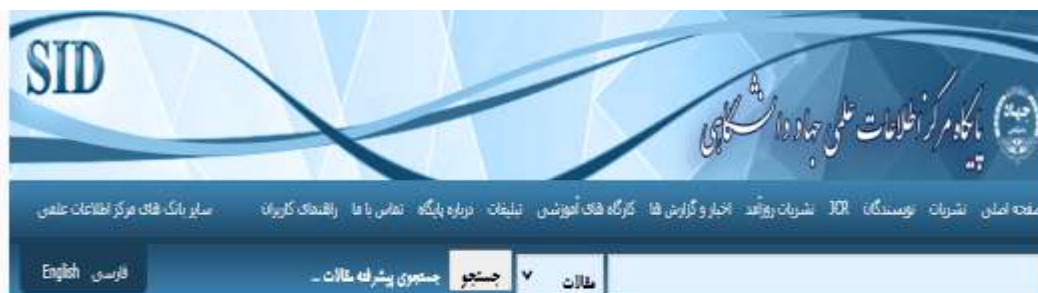 SID
پایگاه مرکز اطلاعات علمی جهاد دانشگاهی
جهاد
صفحه اصلی نشریات نویسندگان JCR نشریات روزآمد اخبار و گزارش ها کارگاه های آموزشی تبلیغات درباره پایگاه تماس با ما راهنمای کاربران سایر بانک های مرکز اطلاعات علمی
مقالات جستجو جستجوی پیشرفته مقالات ...
فارسی English